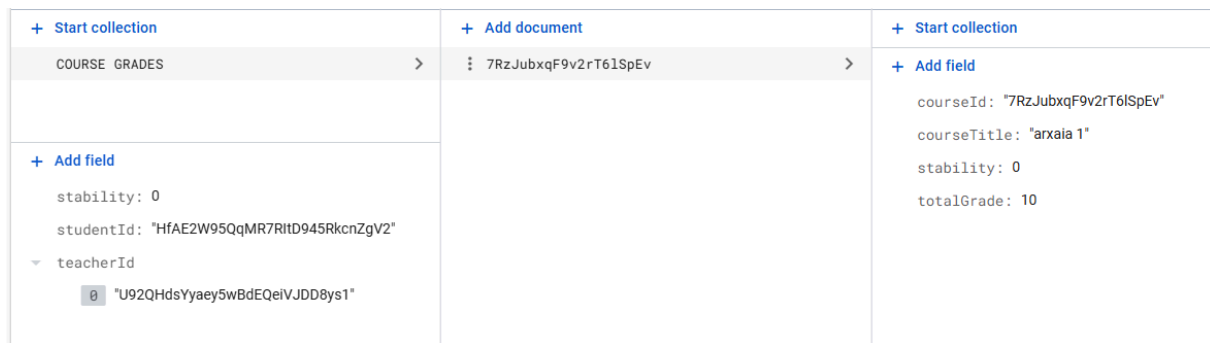 + Start collection
COURSE GRADES
+ Add field
stability: 0
studentId: "HfAE2W95QqMR7RItD945RkcnZgV2"
teacherId
0 "U92QHdsYyaey5wBdEQeiVJDD8ys1"
+ Add document
7RzJubxqF9v2rT6lSpEv
+ Start collection
+ Add field
courseId: "7RzJubxqF9v2rT6lSpEv"
courseTitle: "arxaia 1"
stability: 0
totalGrade: 10